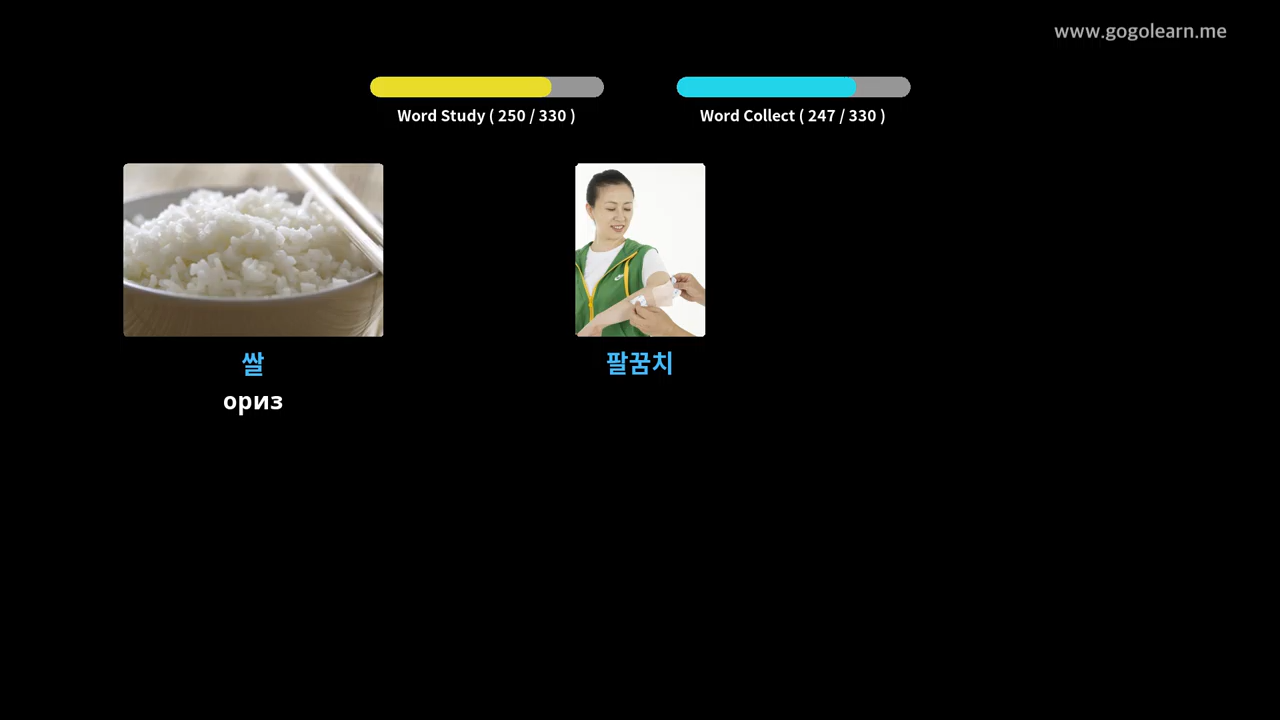 www.gogolearn.me
Word Study ( 250 / 330 )
Word Collect ( 247 / 330 )
쌀
ориз
팔꿈치